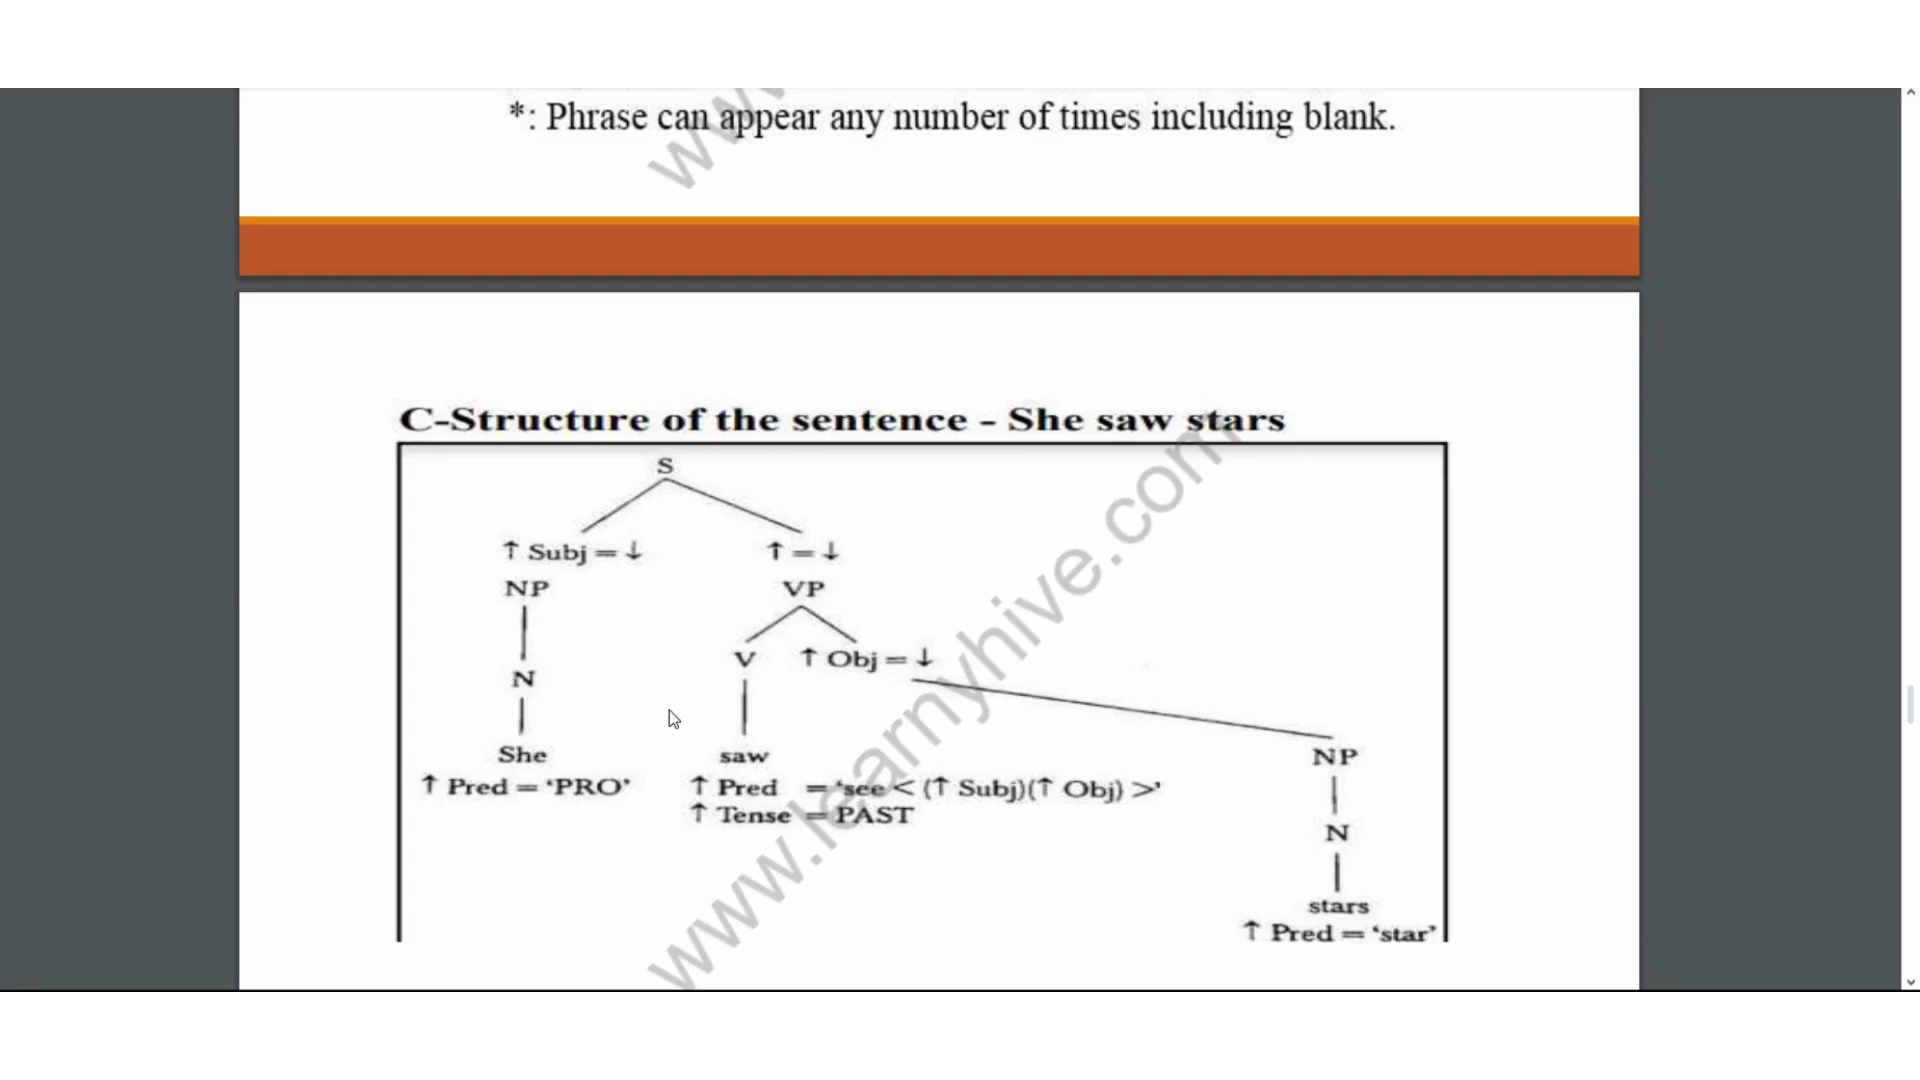 *: Phrase can appear any number of times including blank.
C-Structure of the sentence - She saw stars
S
↑ Subj = ↓ ↑ = ↓
NP VP
V ↑ Obj = ↓
N
She saw NP
↑ Pred = ‘PRO’ ↑ Pred = ‘see < (↑ Subj)(↑ Obj) >’
↑ Tense = PAST
N
stars
↑ Pred = ‘star’
www.learnyhive.com
www